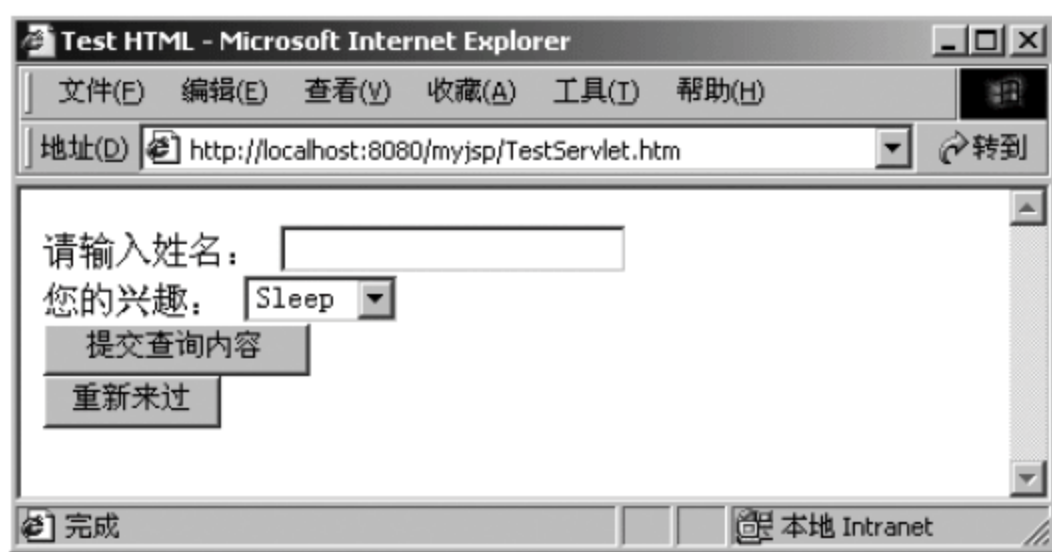 Test HTML - Microsoft Internet Explorer
文件(F) 编辑(E) 查看(V) 收藏(A) 工具(T) 帮助(H)
地址(D) http://localhost:8080/myjsp/TestServlet.htm 转到
请输入姓名：
您的兴趣： Sleep
提交查询内容
重新来过
完成 本地 Intranet